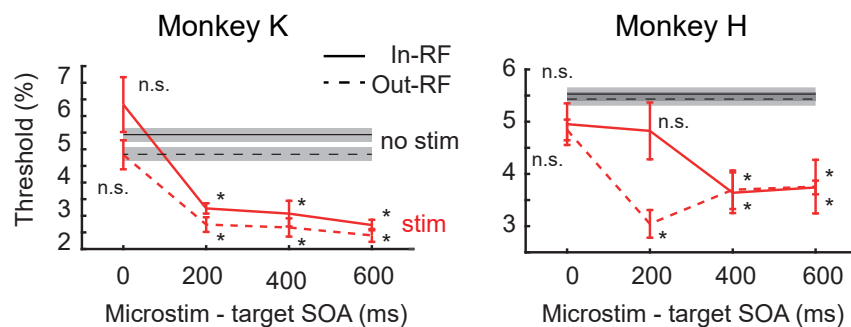 Monkey K
Monkey H
In-RF
Out-RF
Threshold (%)
7
6
5
4
3
2
n.s.
n.s.
no stim
stim
*
*
*
*
*
*
0
200
400
600
Microstim - target SOA (ms)
6
5
4
3
n.s.
n.s.
n.s.
*
*
*
*
*
0
200
400
600
Microstim - target SOA (ms)